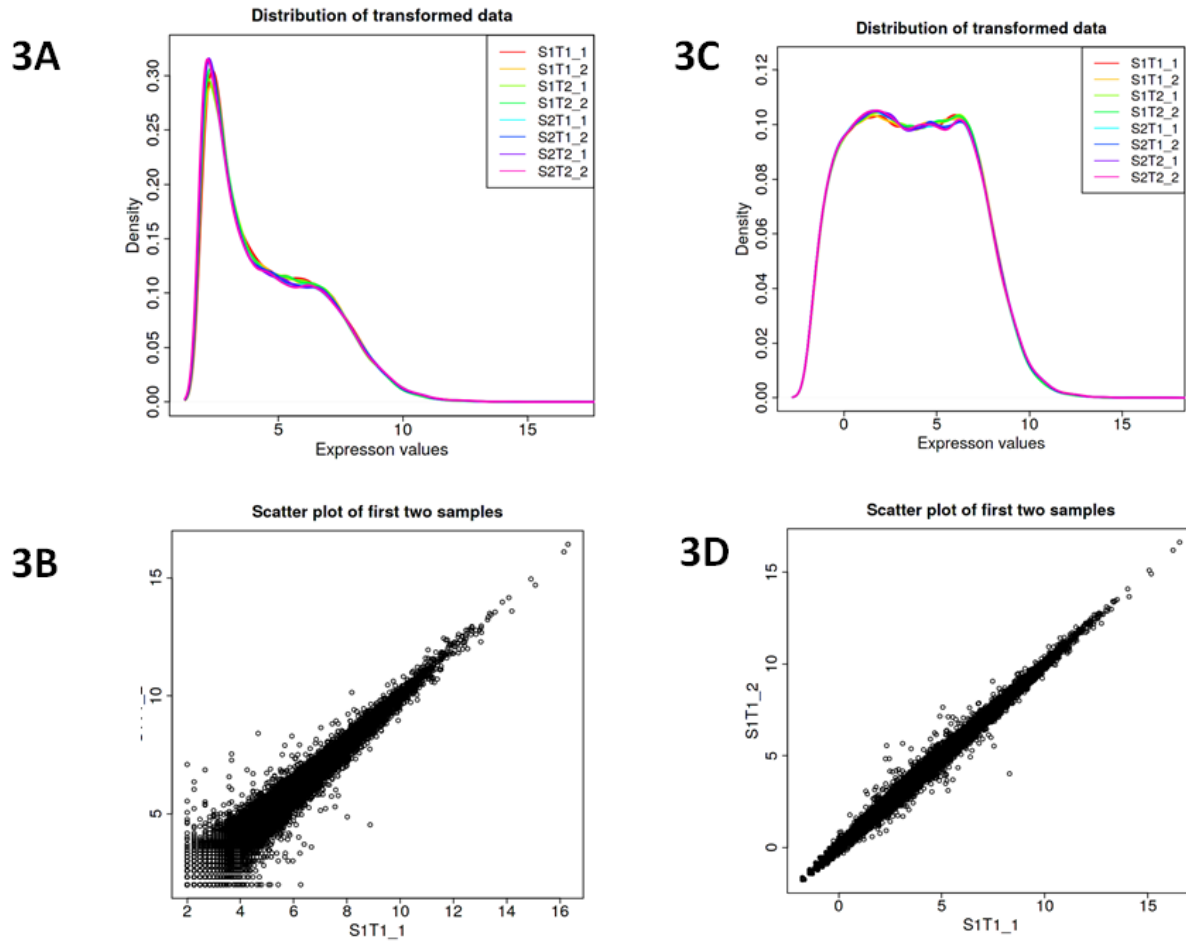 3A
Distribution of transformed data
S1T1_1
S1T1_2
S1T2_1
S1T2_2
S2T1_1
S2T1_2
S2T2_1
S2T2_2
Density
0.30
0.25
0.20
0.15
0.10
0.05
0.00
5 10 15
Expresson values
3C
Distribution of transformed data
S1T1_1
S1T1_2
S1T2_1
S1T2_2
S2T1_1
S2T1_2
S2T2_1
S2T2_2
Density
0.12
0.10
0.08
0.06
0.04
0.02
0.00
0 5 10 15
Expresson values
3B
Scatter plot of first two samples
15
10
5
2 4 6 8 10 12 14 16
S1T1_1
3D
Scatter plot of first two samples
S1T1_2
15
10
5
0
0 5 10 15
S1T1_1